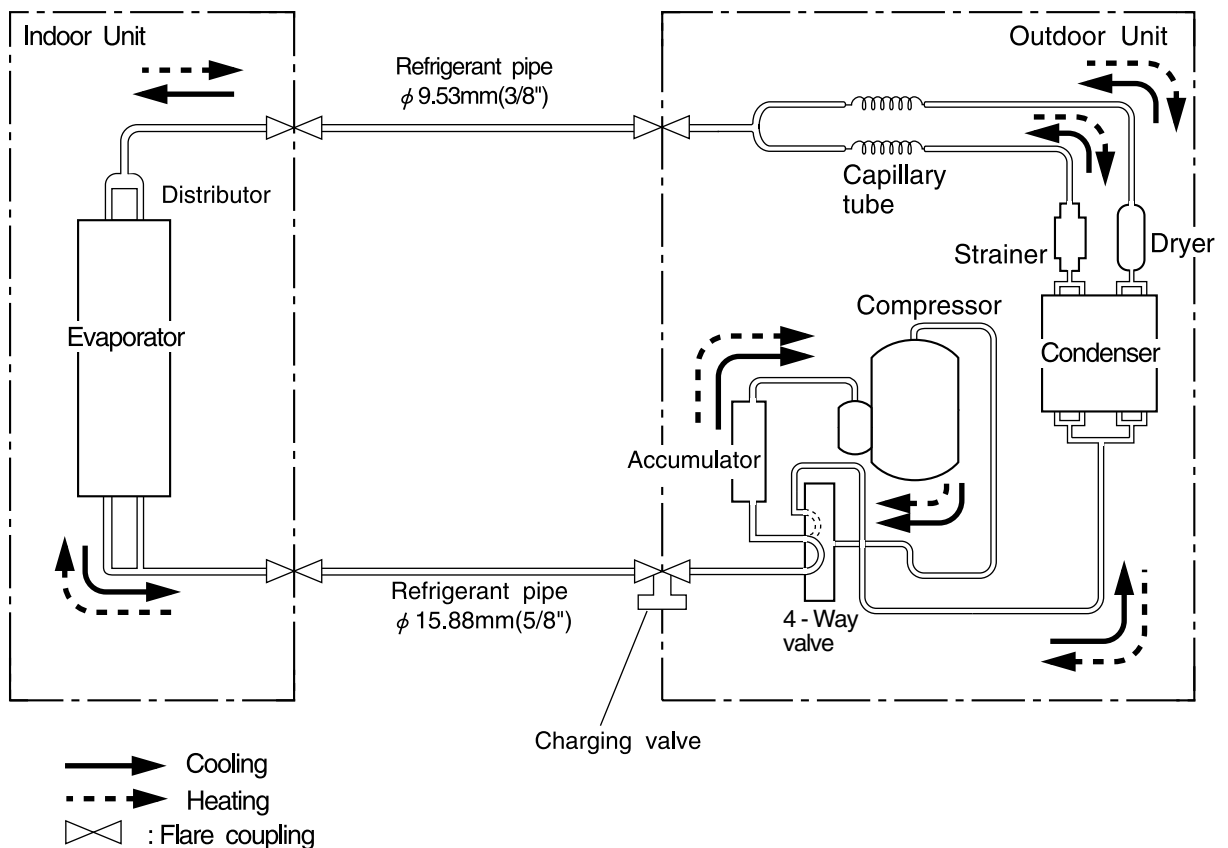 Indoor Unit
Outdoor Unit
Refrigerant pipe
ϕ 9.53mm(3/8")
Distributor
Capillary
tube
Strainer
Dryer
Evaporator
Compressor
Condenser
Accumulator
Refrigerant pipe
ϕ 15.88mm(5/8")
4 - Way
valve
Charging valve
Cooling
Heating
: Flare coupling